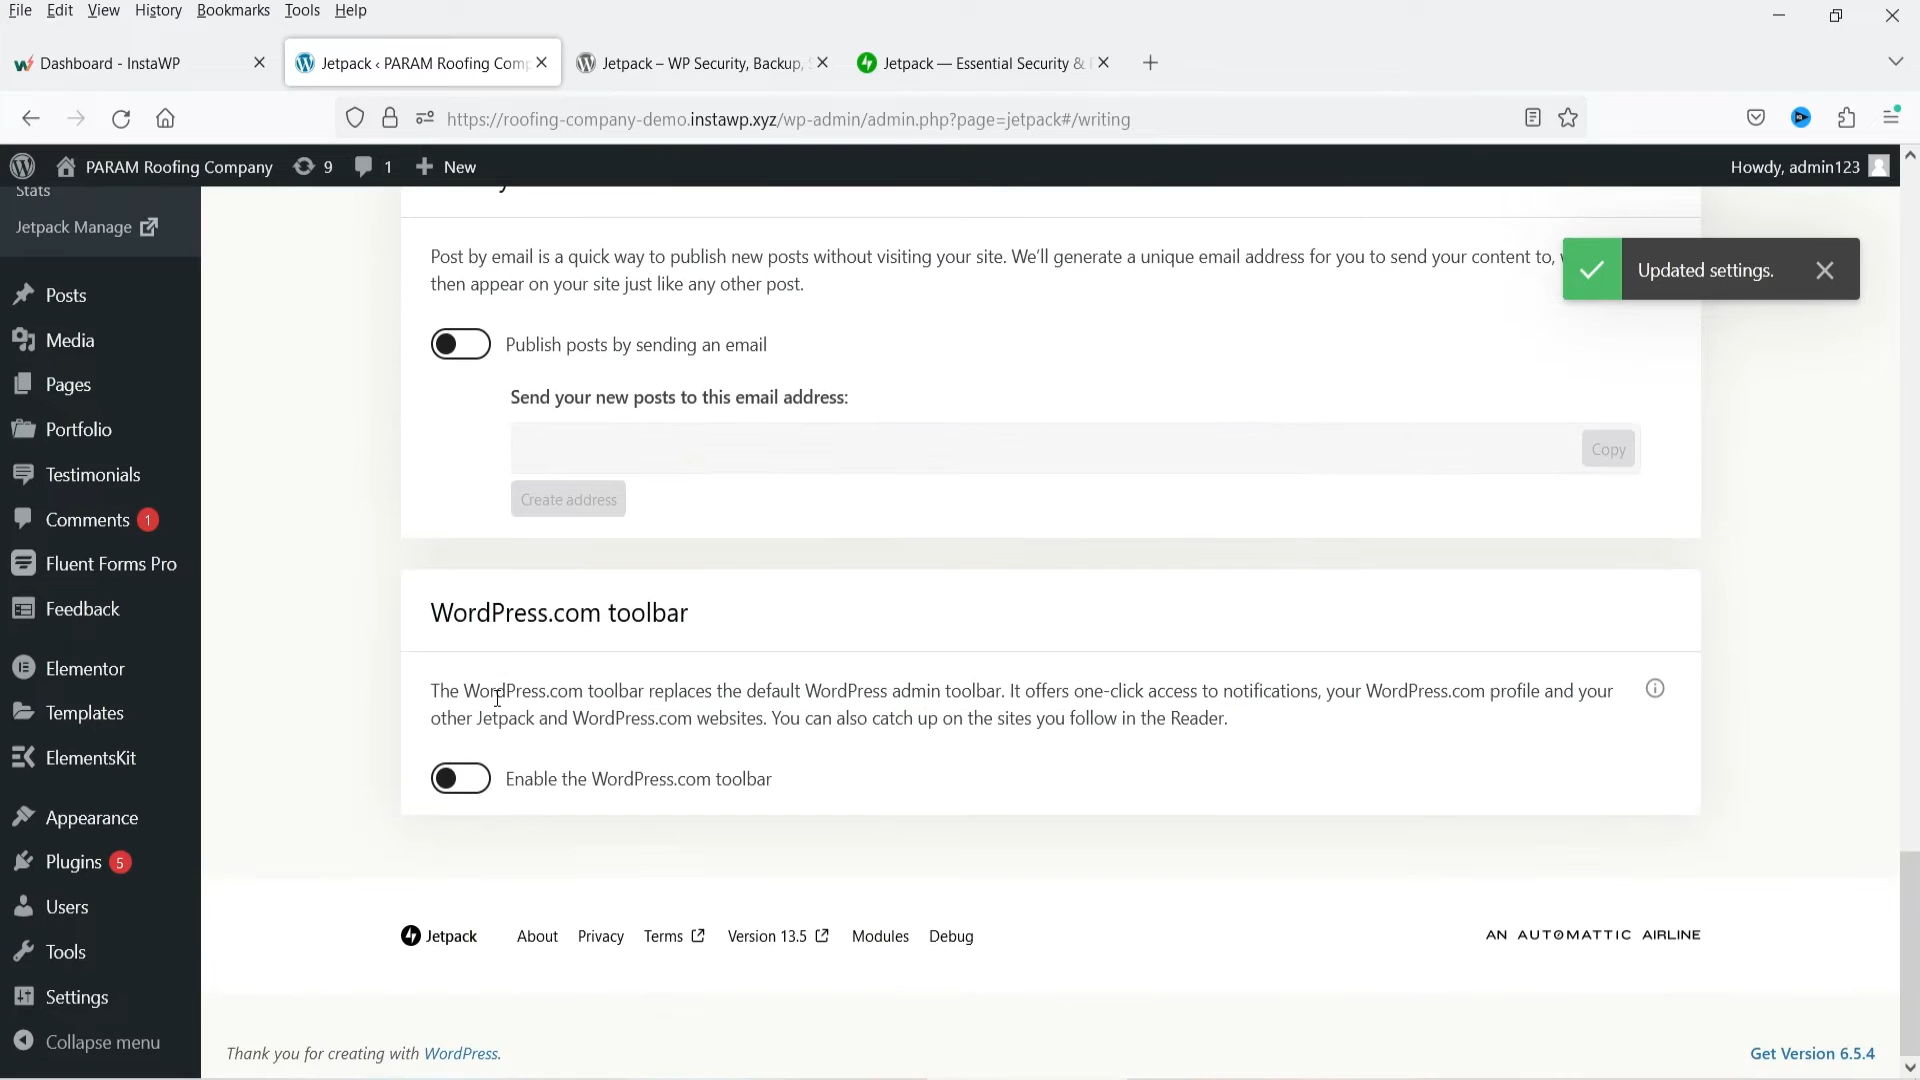 File Edit View History Bookmarks Tools Help
Dashboard - InstaWP
Jetpack ‹ PARAM Roofing Comp
Jetpack – WP Security, Backup,
Jetpack — Essential Security &
https://roofing-company-demo.instawp.xyz/wp-admin/admin.php?page=jetpack#/writing
PARAM Roofing Company 9 1 New
Howdy, admin123
Stats
Jetpack Manage
Posts
Media
Pages
Portfolio
Testimonials
Comments 1
Fluent Forms Pro
Feedback
Elementor
Templates
ElementsKit
Appearance
Plugins 5
Users
Tools
Settings
Collapse menu
Post by email is a quick way to publish new posts without visiting your site. We'll generate a unique email address for you to send your content to,
then appear on your site just like any other post.
Updated settings.
Publish posts by sending an email
Send your new posts to this email address:
Copy
Create address
WordPress.com toolbar
The WordPress.com toolbar replaces the default WordPress admin toolbar. It offers one-click access to notifications, your WordPress.com profile and your
other Jetpack and WordPress.com websites. You can also catch up on the sites you follow in the Reader.
Enable the WordPress.com toolbar
Jetpack About Privacy Terms Version 13.5 Modules Debug
AN AUTOMATTIC AIRLINE
Thank you for creating with WordPress.
Get Version 6.5.4